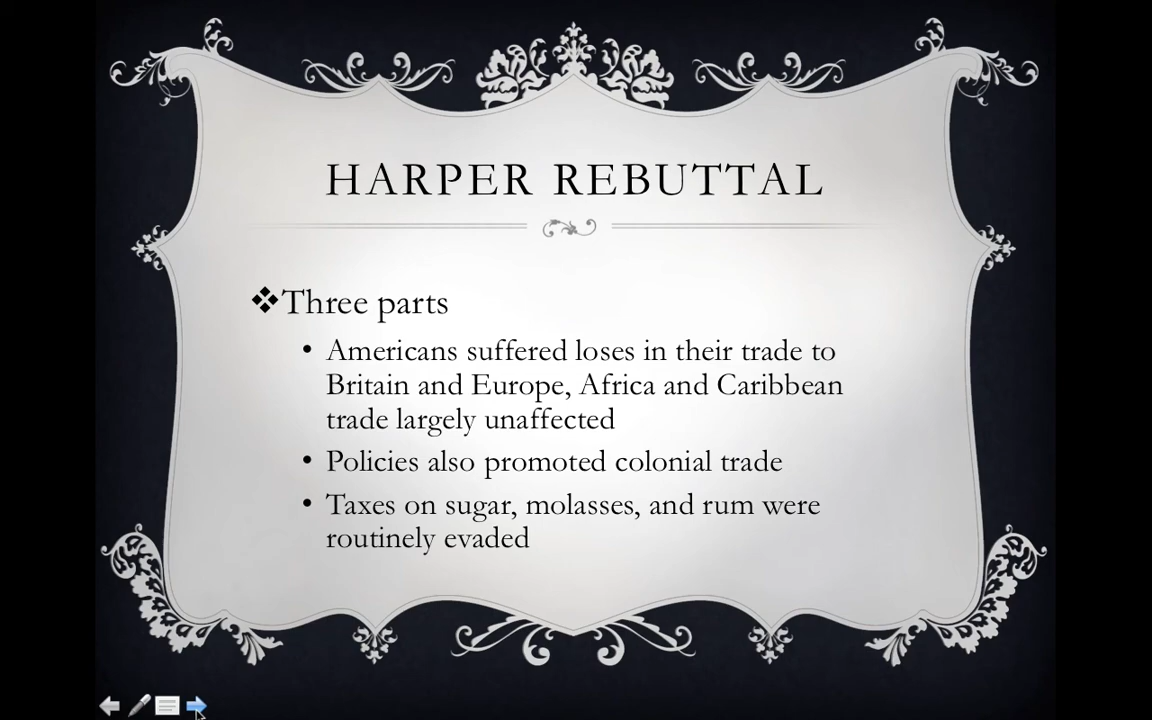 HARPER REBUTTAL
❖Three parts
• Americans suffered loses in their trade to
Britain and Europe, Africa and Caribbean
trade largely unaffected
• Policies also promoted colonial trade
• Taxes on sugar, molasses, and rum were
routinely evaded